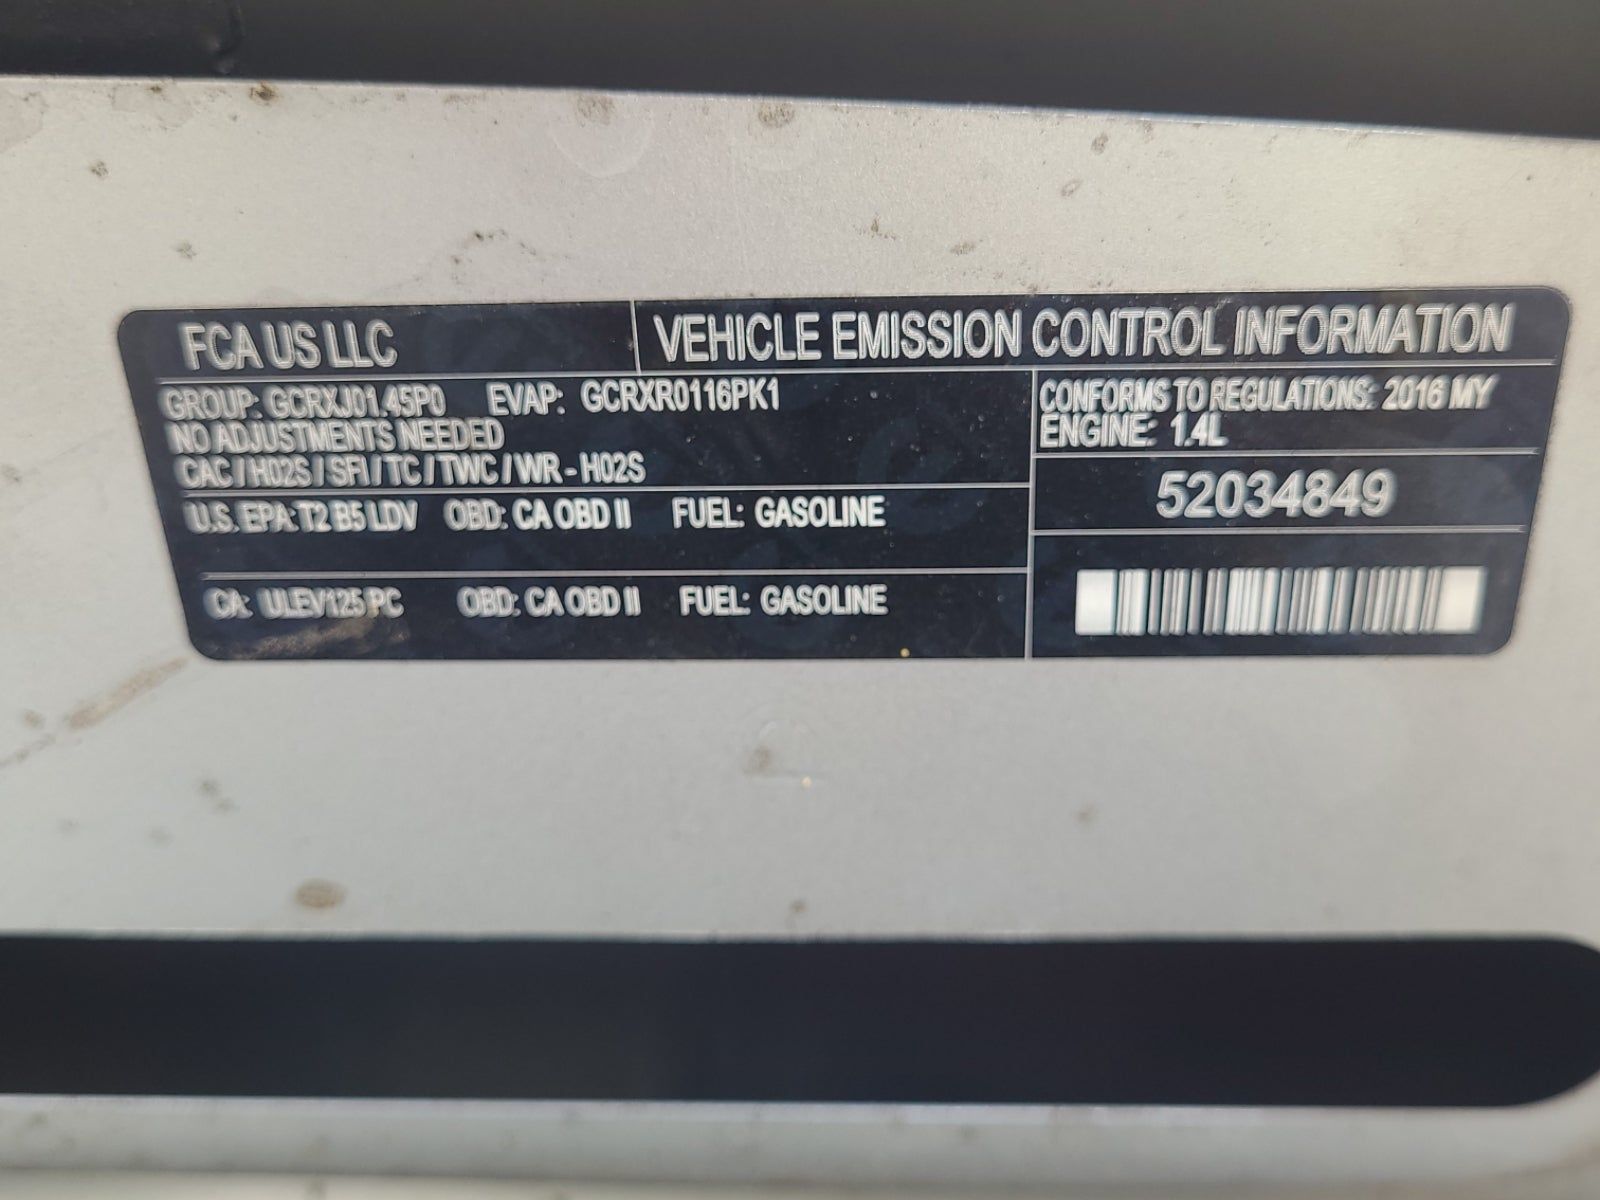 FCA US LLC
VEHICLE EMISSION CONTROL INFORMATION
GROUP: GCRXJ01.45P0 EVAP: GCRXR0116PK1
NO ADJUSTMENTS NEEDED
CAC / H02S / SFI / TC / TWC / WR - H02S
CONFORMS TO REGULATIONS: 2016 MY
ENGINE: 1.4L
52034849
U.S. EPA: T2 B5 LDV OBD: CA OBD II FUEL: GASOLINE
CA: ULEV125 PC OBD: CA OBD II FUEL: GASOLINE